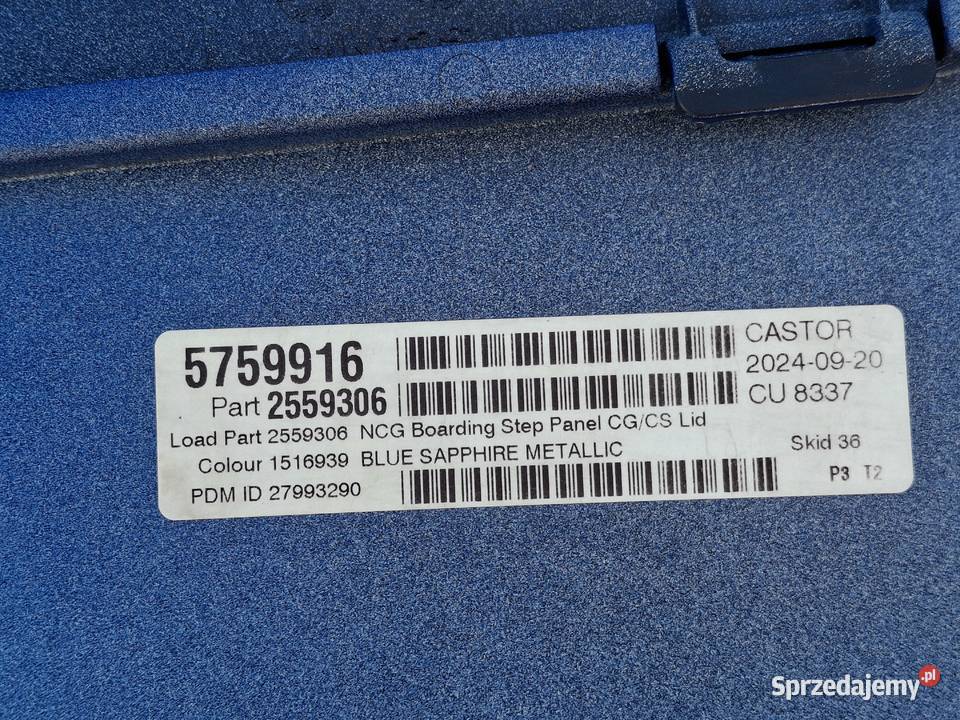 5759916
CASTOR
2024-09-20
Part 2559306
CU 8337
Load Part 2559306 NCG Boarding Step Panel CG/CS Lid
Colour 1516939 BLUE SAPPHIRE METALLIC
Skid 36
PDM ID 27993290
P3 T2
Sprzedajemy.pl